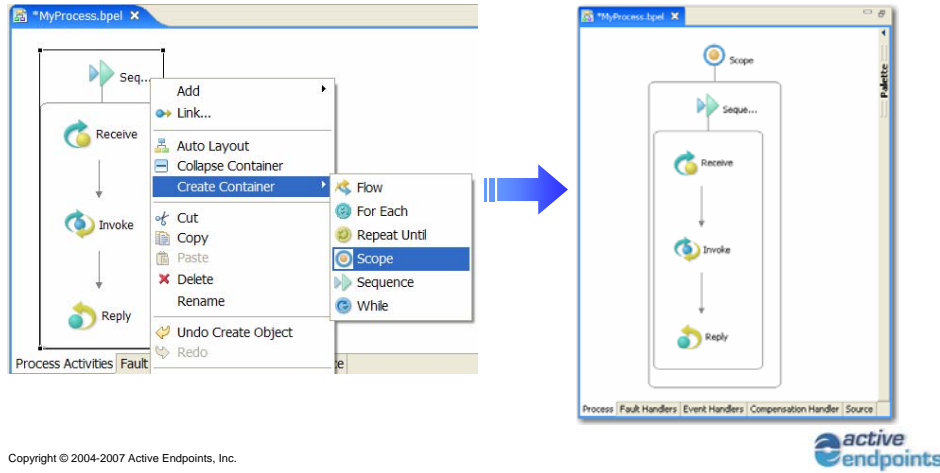 *MyProcess.bpel
Seq...
Receive
Invoke
Reply
Add
Link...
Auto Layout
Collapse Container
Create Container
Cut
Copy
Paste
Delete
Rename
Undo Create Object
Redo
Flow
For Each
Repeat Until
Scope
Sequence
While
Process Activities Fault
*MyProcess.bpel
Palette
Scope
Seque...
Receive
Invoke
Reply
Process Fault Handlers Event Handlers Compensation Handler Source
Copyright © 2004-2007 Active Endpoints, Inc.
active
endpoints